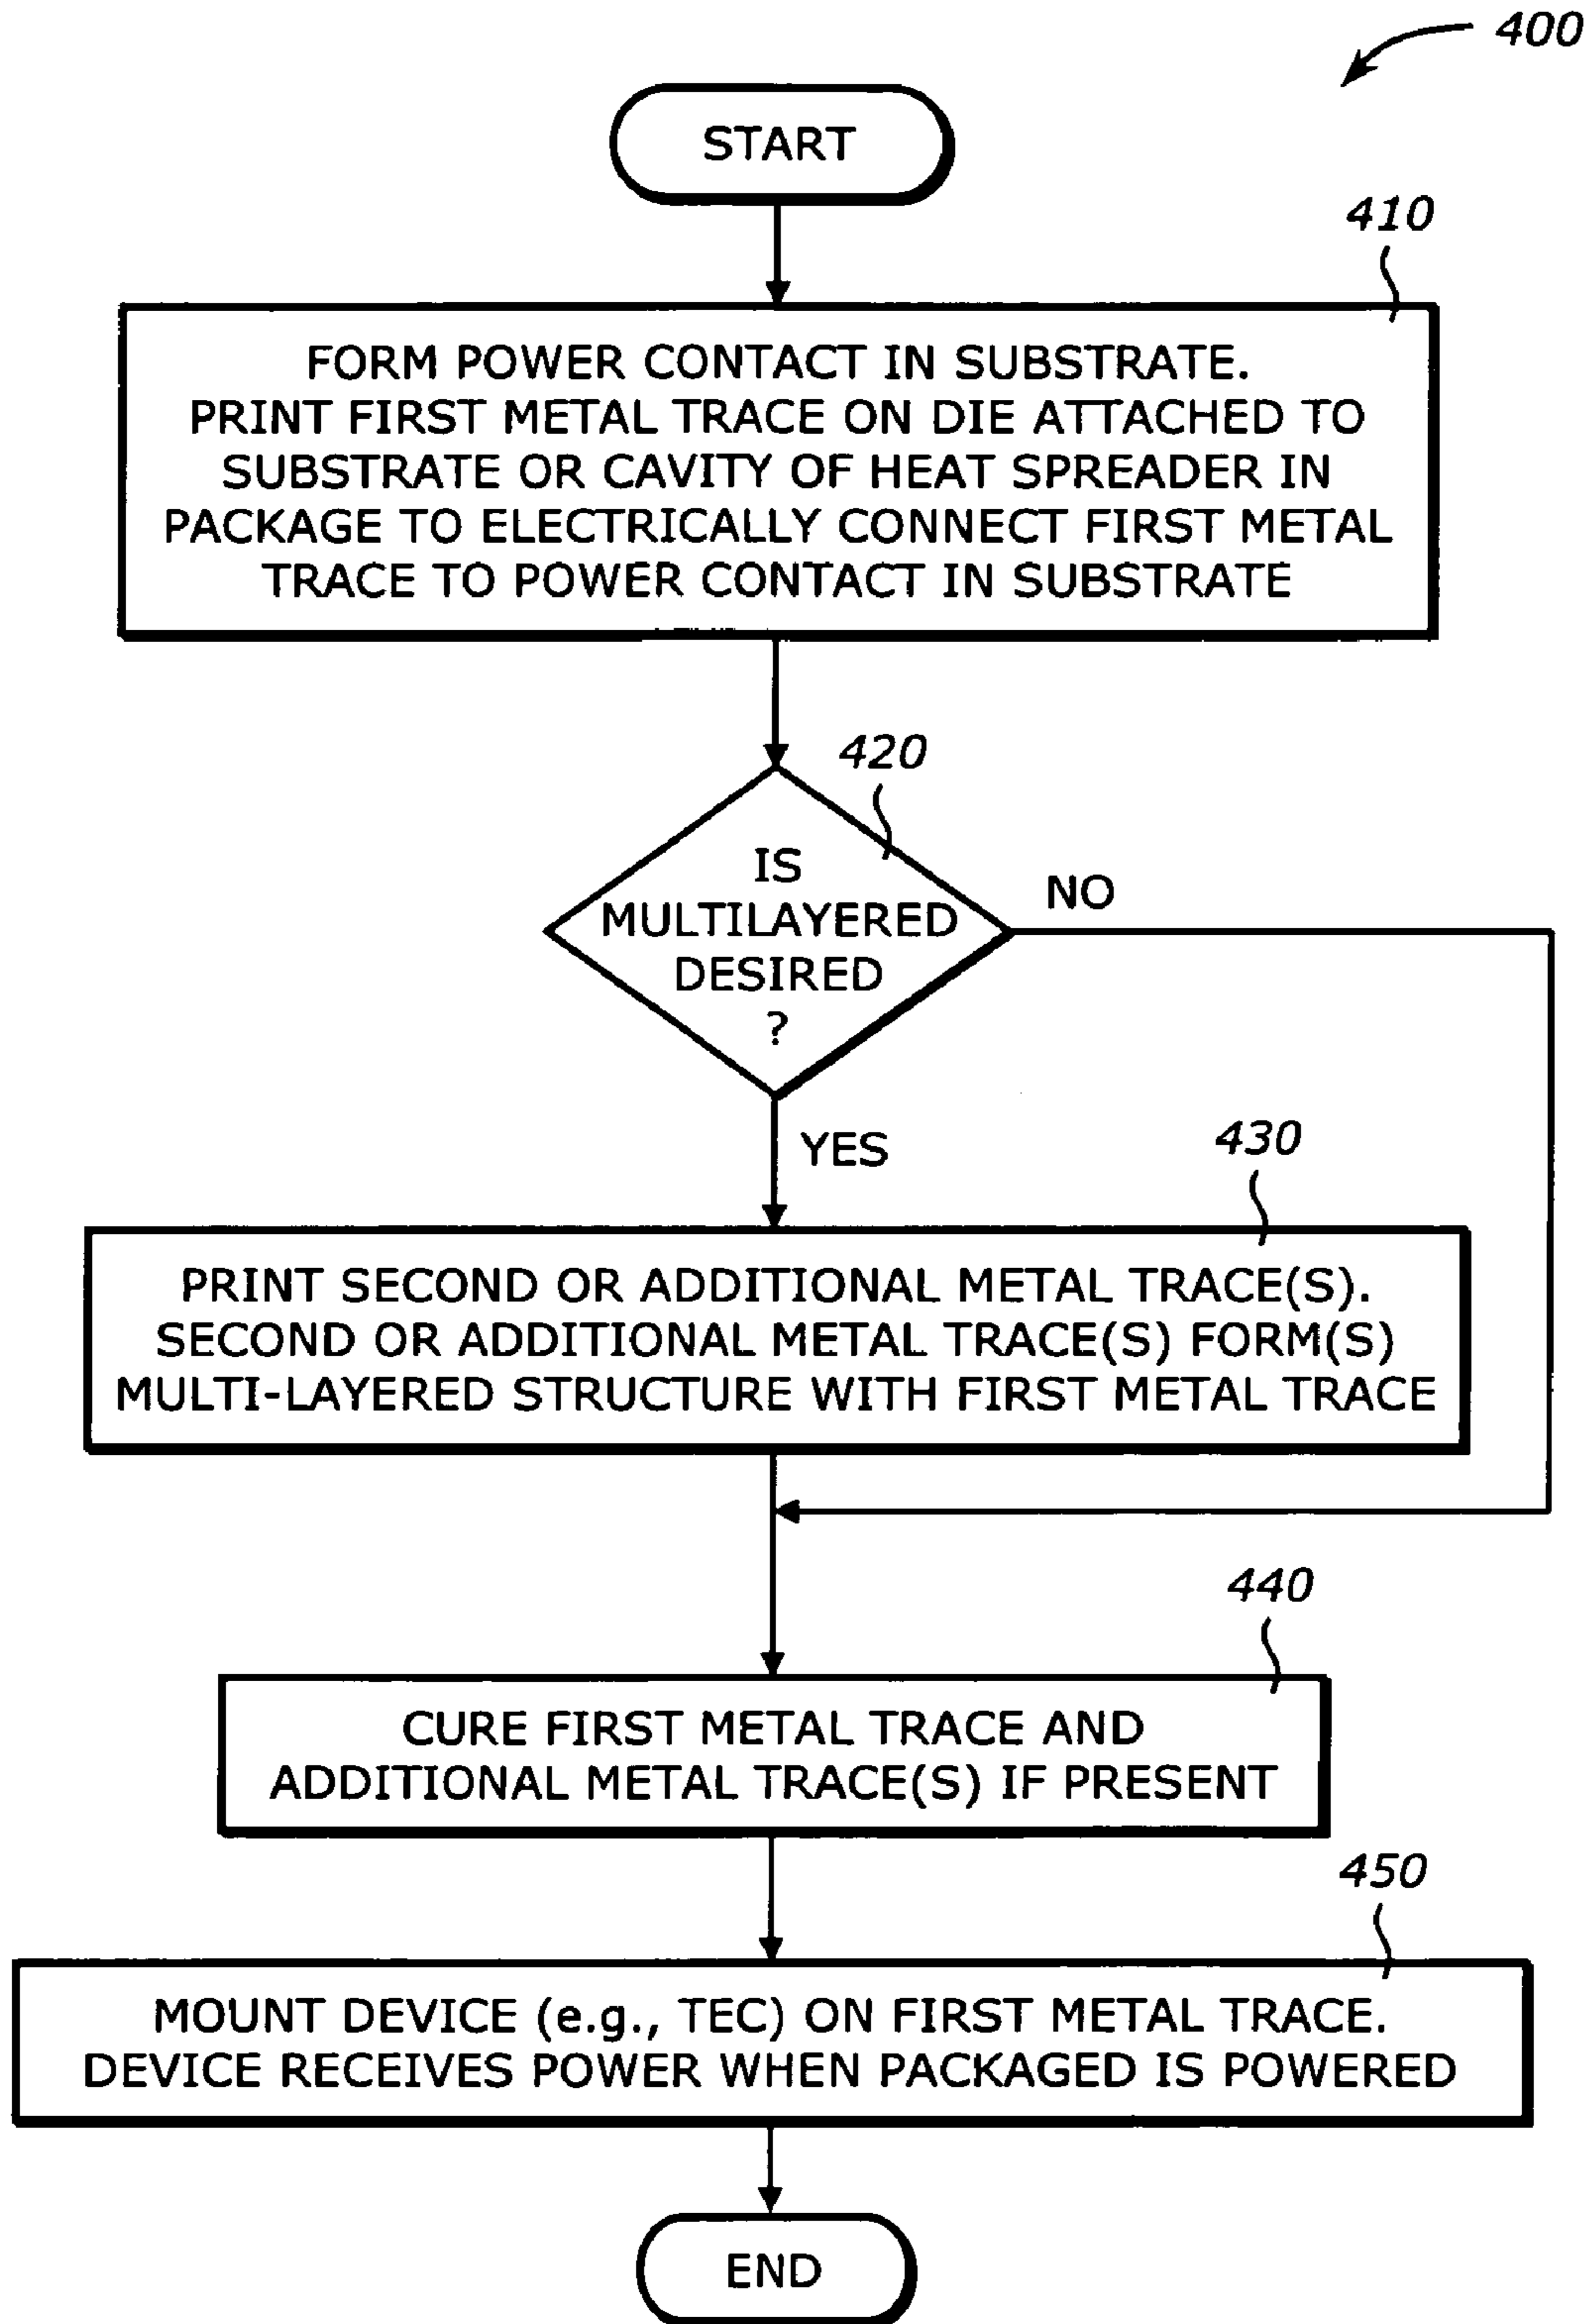 400
START
410
FORM POWER CONTACT IN SUBSTRATE.
PRINT FIRST METAL TRACE ON DIE ATTACHED TO
SUBSTRATE OR CAVITY OF HEAT SPREADER IN
PACKAGE TO ELECTRICALLY CONNECT FIRST METAL
TRACE TO POWER CONTACT IN SUBSTRATE
420
IS
MULTILAYERED
DESIRED
?
NO
YES
430
PRINT SECOND OR ADDITIONAL METAL TRACE(S).
SECOND OR ADDITIONAL METAL TRACE(S) FORM(S)
MULTI-LAYERED STRUCTURE WITH FIRST METAL TRACE
440
CURE FIRST METAL TRACE AND
ADDITIONAL METAL TRACE(S) IF PRESENT
450
MOUNT DEVICE (e.g., TEC) ON FIRST METAL TRACE.
DEVICE RECEIVES POWER WHEN PACKAGED IS POWERED
END